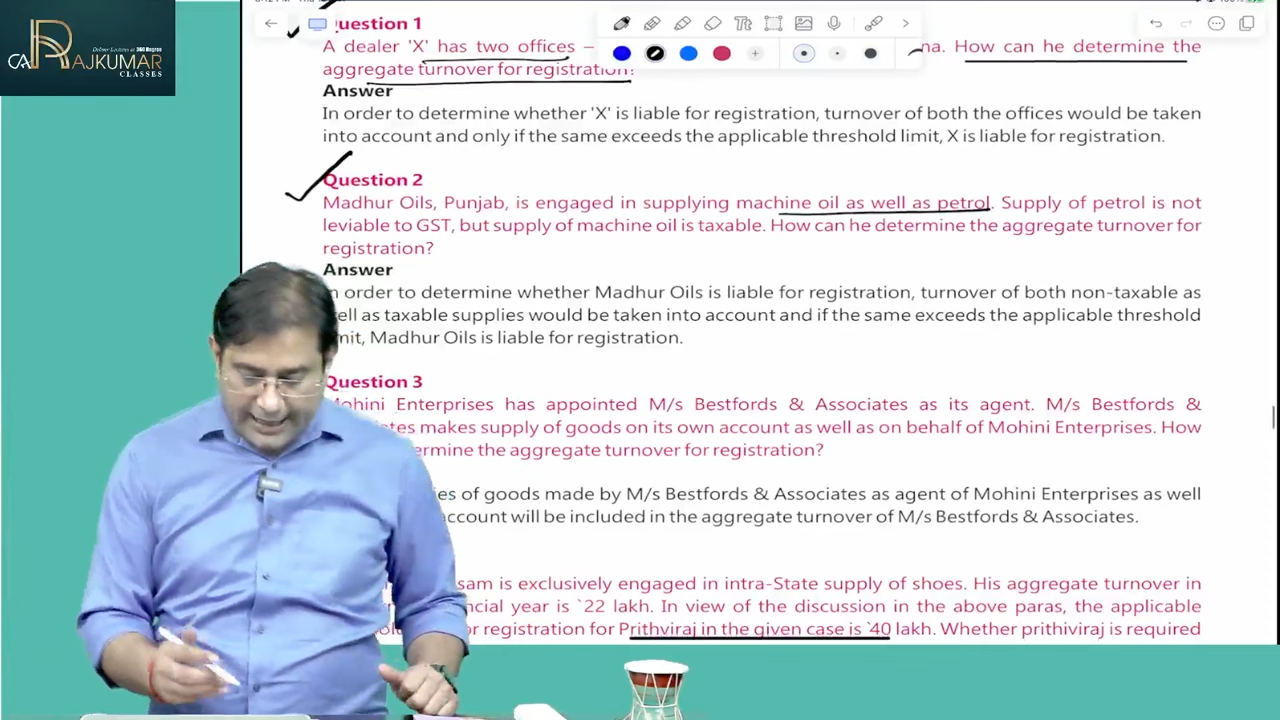 Deliver Lectures at 360 Degree
CA RAJKUMAR
CLASSES
Question 1
A dealer 'X' has two offices – na. How can he determine the
aggregate turnover for registration?
Answer
In order to determine whether 'X' is liable for registration, turnover of both the offices would be taken
into account and only if the same exceeds the applicable threshold limit, X is liable for registration.
Question 2
Madhur Oils, Punjab, is engaged in supplying machine oil as well as petrol. Supply of petrol is not
leviable to GST, but supply of machine oil is taxable. How can he determine the aggregate turnover for
registration?
Answer
n order to determine whether Madhur Oils is liable for registration, turnover of both non-taxable as
ell as taxable supplies would be taken into account and if the same exceeds the applicable threshold
mit, Madhur Oils is liable for registration.
Question 3
Mohini Enterprises has appointed M/s Bestfords & Associates as its agent. M/s Bestfords &
ates makes supply of goods on its own account as well as on behalf of Mohini Enterprises. How
ermine the aggregate turnover for registration?
ies of goods made by M/s Bestfords & Associates as agent of Mohini Enterprises as well
account will be included in the aggregate turnover of M/s Bestfords & Associates.
sam is exclusively engaged in intra-State supply of shoes. His aggregate turnover in
ncial year is `22 lakh. In view of the discussion in the above paras, the applicable
or registration for Prithviraj in the given case is `40 lakh. Whether prithiviraj is required